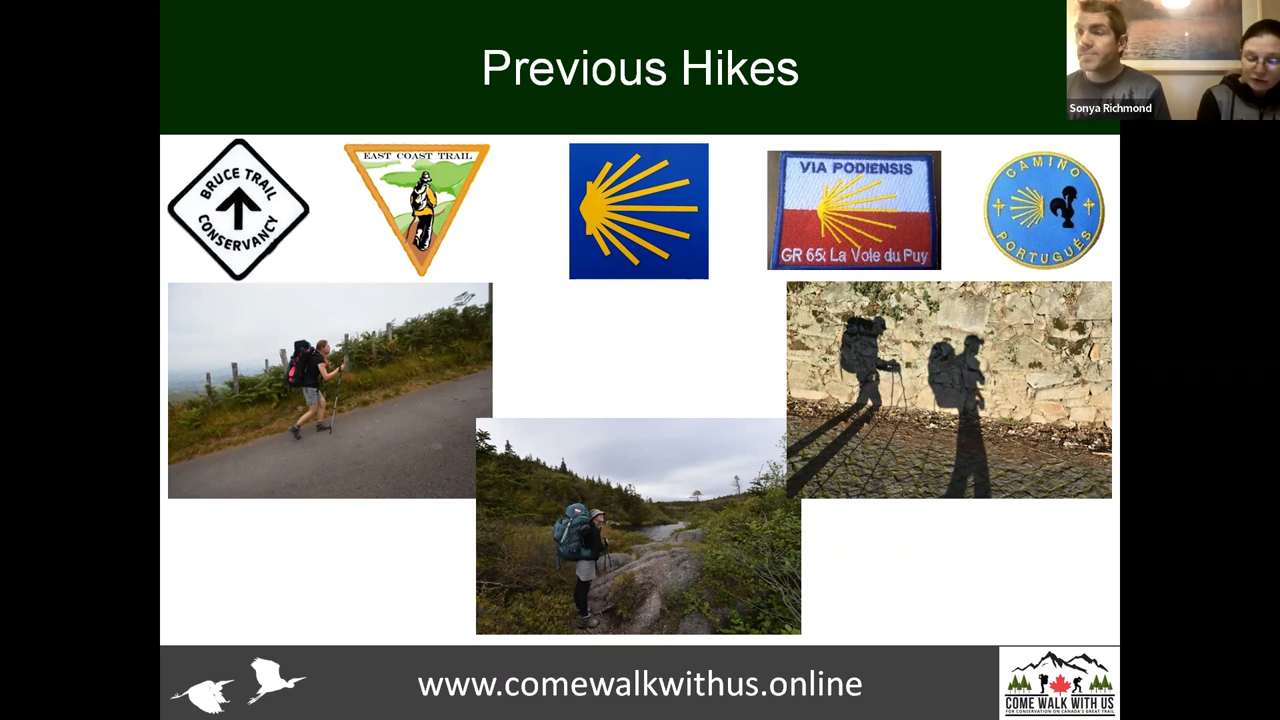 Previous Hikes
Sonya Richmond
BRUCE TRAIL
CONSERVANCY
EAST COAST TRAIL
VIA PODIENSIS
GR 65: La Voie du Puy
CAMINO
PORTUGUÉS
www.comewalkwithus.online
COME WALK WITH US
FOR CONSERVATION ON CANADA'S GREAT TRAIL